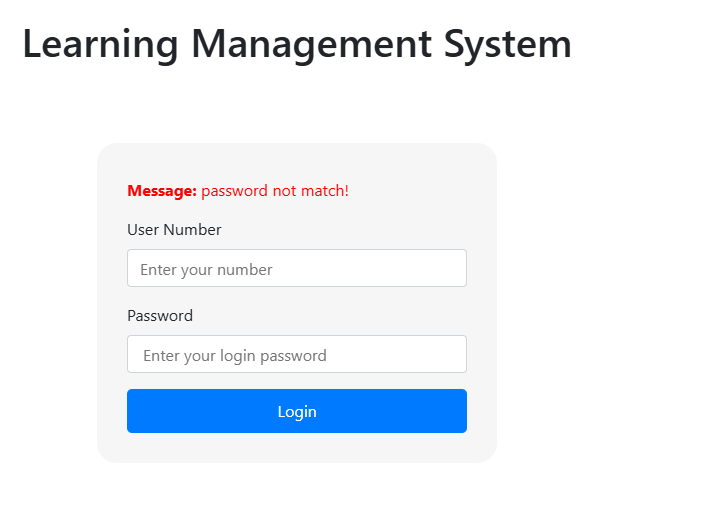 Learning Management System
Message: password not match!
User Number
Enter your number
Password
Enter your login password
Login